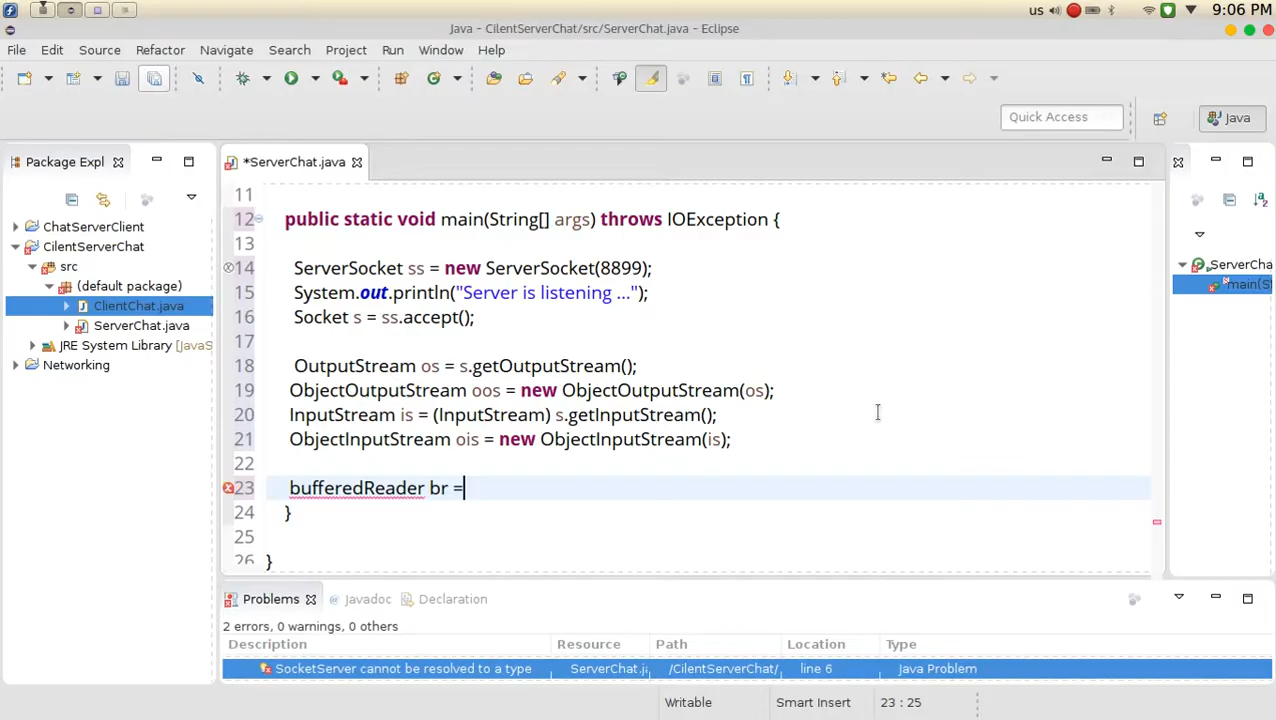 us 9:06 PM
Java - CilentServerChat/src/ServerChat.java - Eclipse
File Edit Source Refactor Navigate Search Project Run Window Help
Quick Access
Java
Package Expl
*ServerChat.java
ChatServerClient
CilentServerChat
src
(default package)
ClientChat.java
ServerChat.java
JRE System Library [JavaS
Networking
11
12 public static void main(String[] args) throws IOException {
13
14 ServerSocket ss = new ServerSocket(8899);
15 System.out.println("Server is listening ...");
16 Socket s = ss.accept();
17
18 OutputStream os = s.getOutputStream();
19 ObjectOutputStream oos = new ObjectOutputStream(os);
20 InputStream is = (InputStream) s.getInputStream();
21 ObjectInputStream ois = new ObjectInputStream(is);
22
23 bufferedReader br =
24 }
25
26 }
ServerCha
main(S
Problems Javadoc Declaration
2 errors, 0 warnings, 0 others
Description Resource Path Location Type
SocketServer cannot be resolved to a type ServerChat.j /CilentServerChat/ line 6 Java Problem
Writable Smart Insert 23 : 25